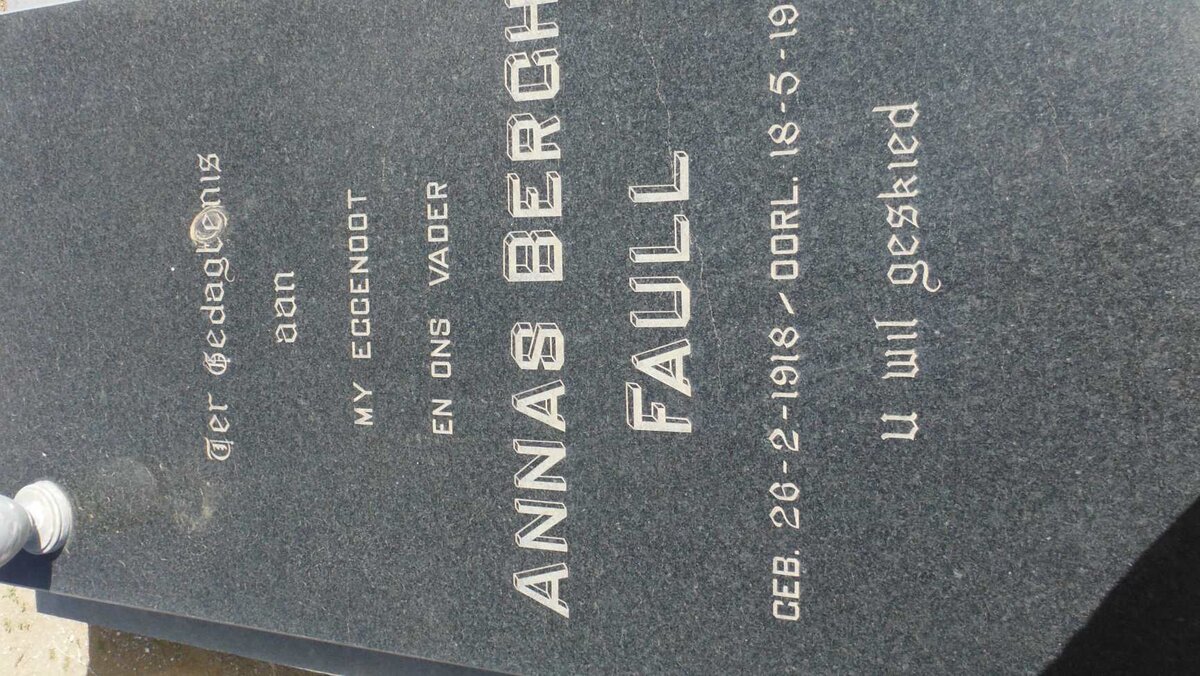 Ter Gedagtenis
aan
MY EGGENOOT
EN ONS VADER
ANNAS BERGH
FAULL
GEB. 26-2-1918 / OORL. 18-5-19
U wil geskied